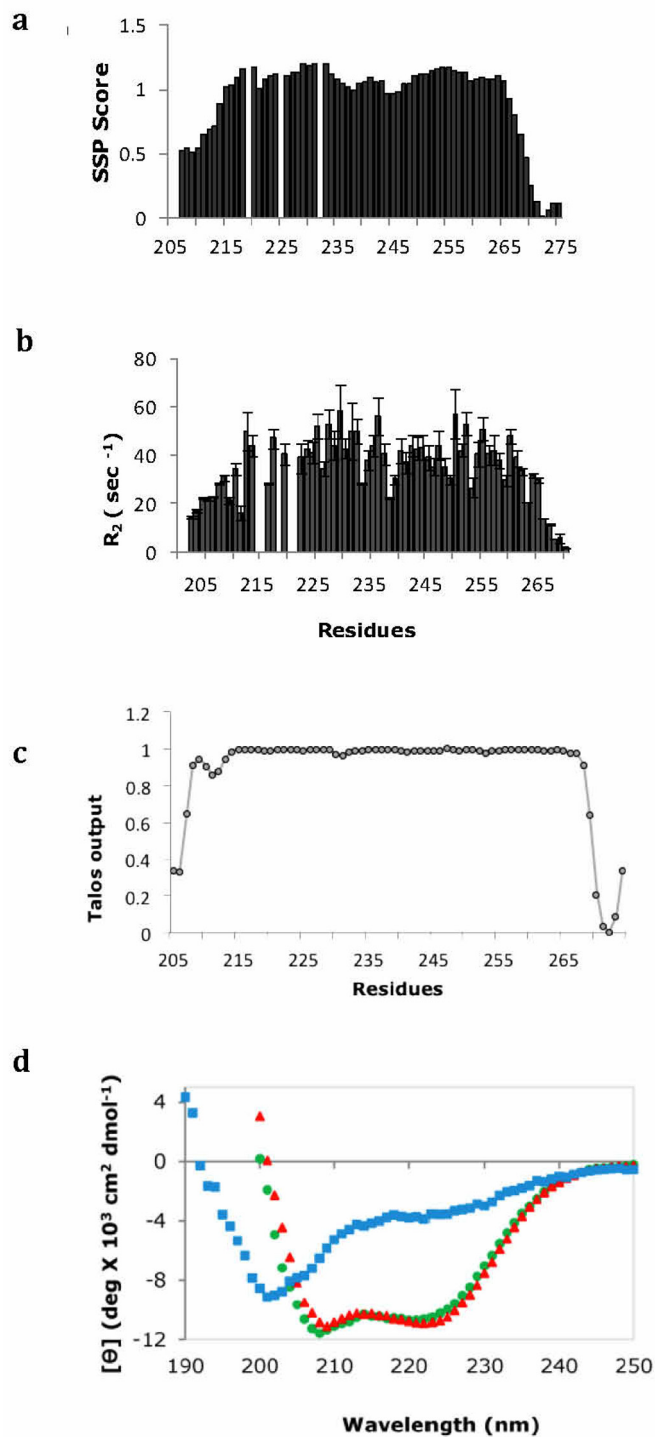 a
1.5
1
0.5
0
SSP Score
205 215 225 235 245 255 265 275
b
80
60
40
20
0
R2 ( sec -1)
205 215 225 235 245 255 265
Residues
c
1.2
1
0.8
0.6
0.4
0.2
0
Talos output
205 215 225 235 245 255 265
Residues
d
4
0
-4
-8
-12
[Θ] (deg X 10³ cm² dmol⁻¹)
190 200 210 220 230 240 250
Wavelength (nm)